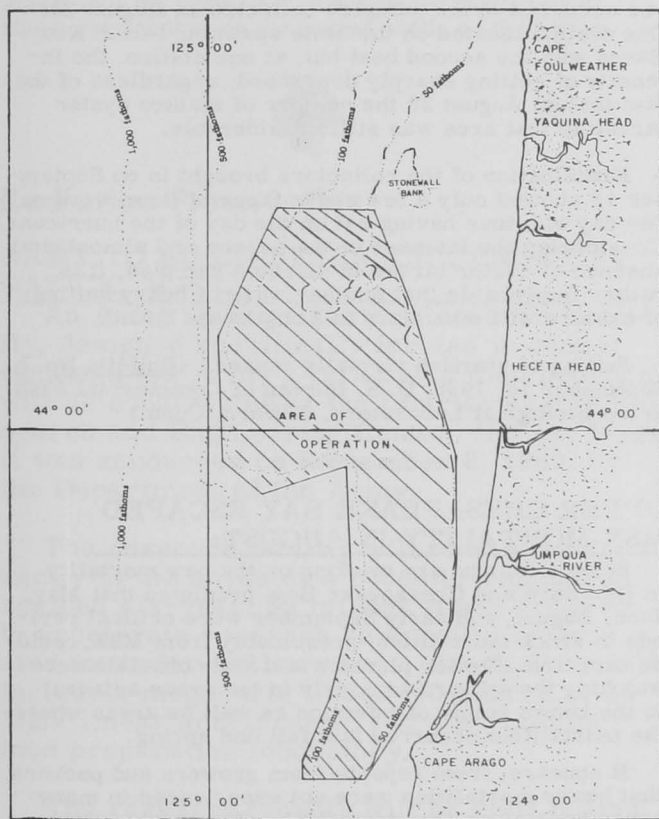 125° 00'
CAPE
FOULWEATHER
YAQUINA HEAD
1,000 fathoms
500 fathoms
100 fathoms
50 fathoms
STONEWALL
BANK
HECETA HEAD
44° 00'
44° 00'
AREA OF
OPERATION
1,000 fathoms
UMPQUA
RIVER
500 fathoms
100 fathoms
50 fathoms
CAPE ARAGO
125° 00'
124° 00'